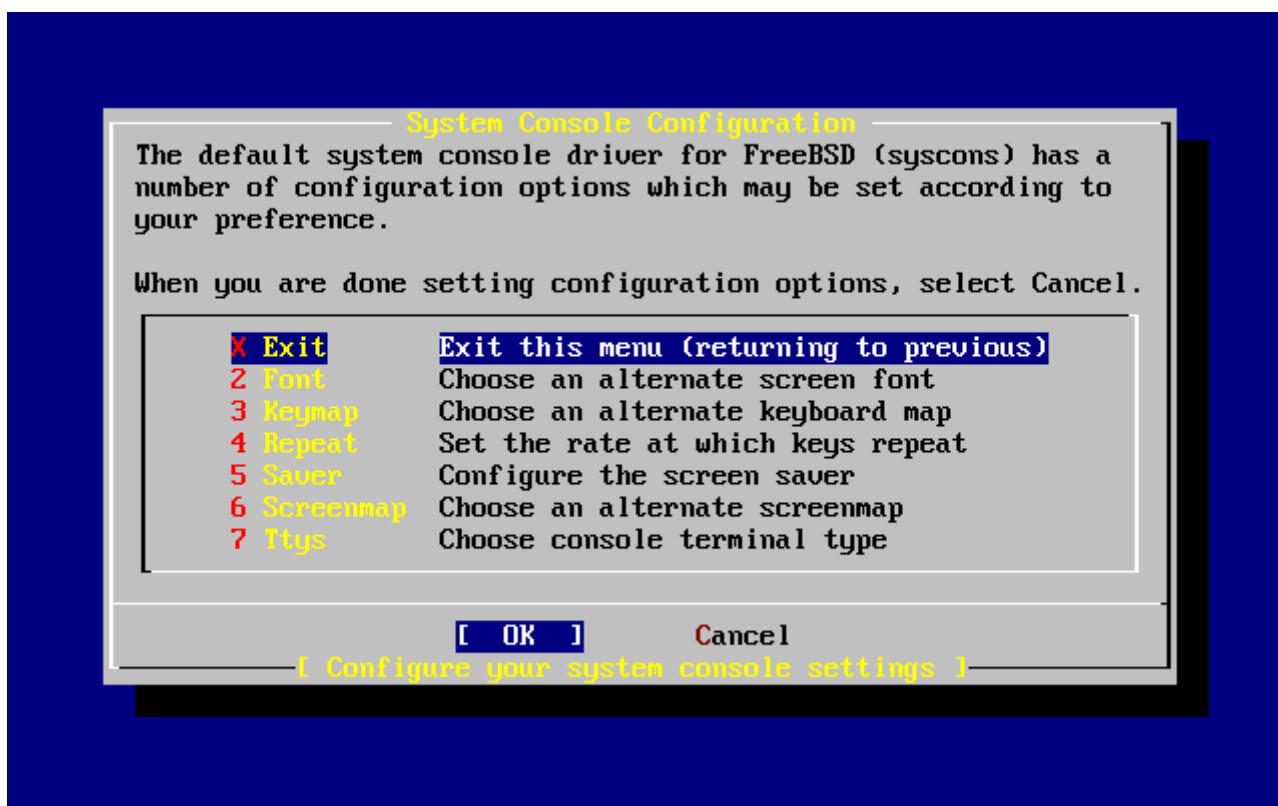 System Console Configuration
The default system console driver for FreeBSD (syscons) has a
number of configuration options which may be set according to
your preference.
When you are done setting configuration options, select Cancel.
X Exit Exit this menu (returning to previous)
2 Font Choose an alternate screen font
3 Keymap Choose an alternate keyboard map
4 Repeat Set the rate at which keys repeat
5 Saver Configure the screen saver
6 Screenmap Choose an alternate screenmap
7 Ttys Choose console terminal type
[ OK ] Cancel
[ Configure your system console settings ]